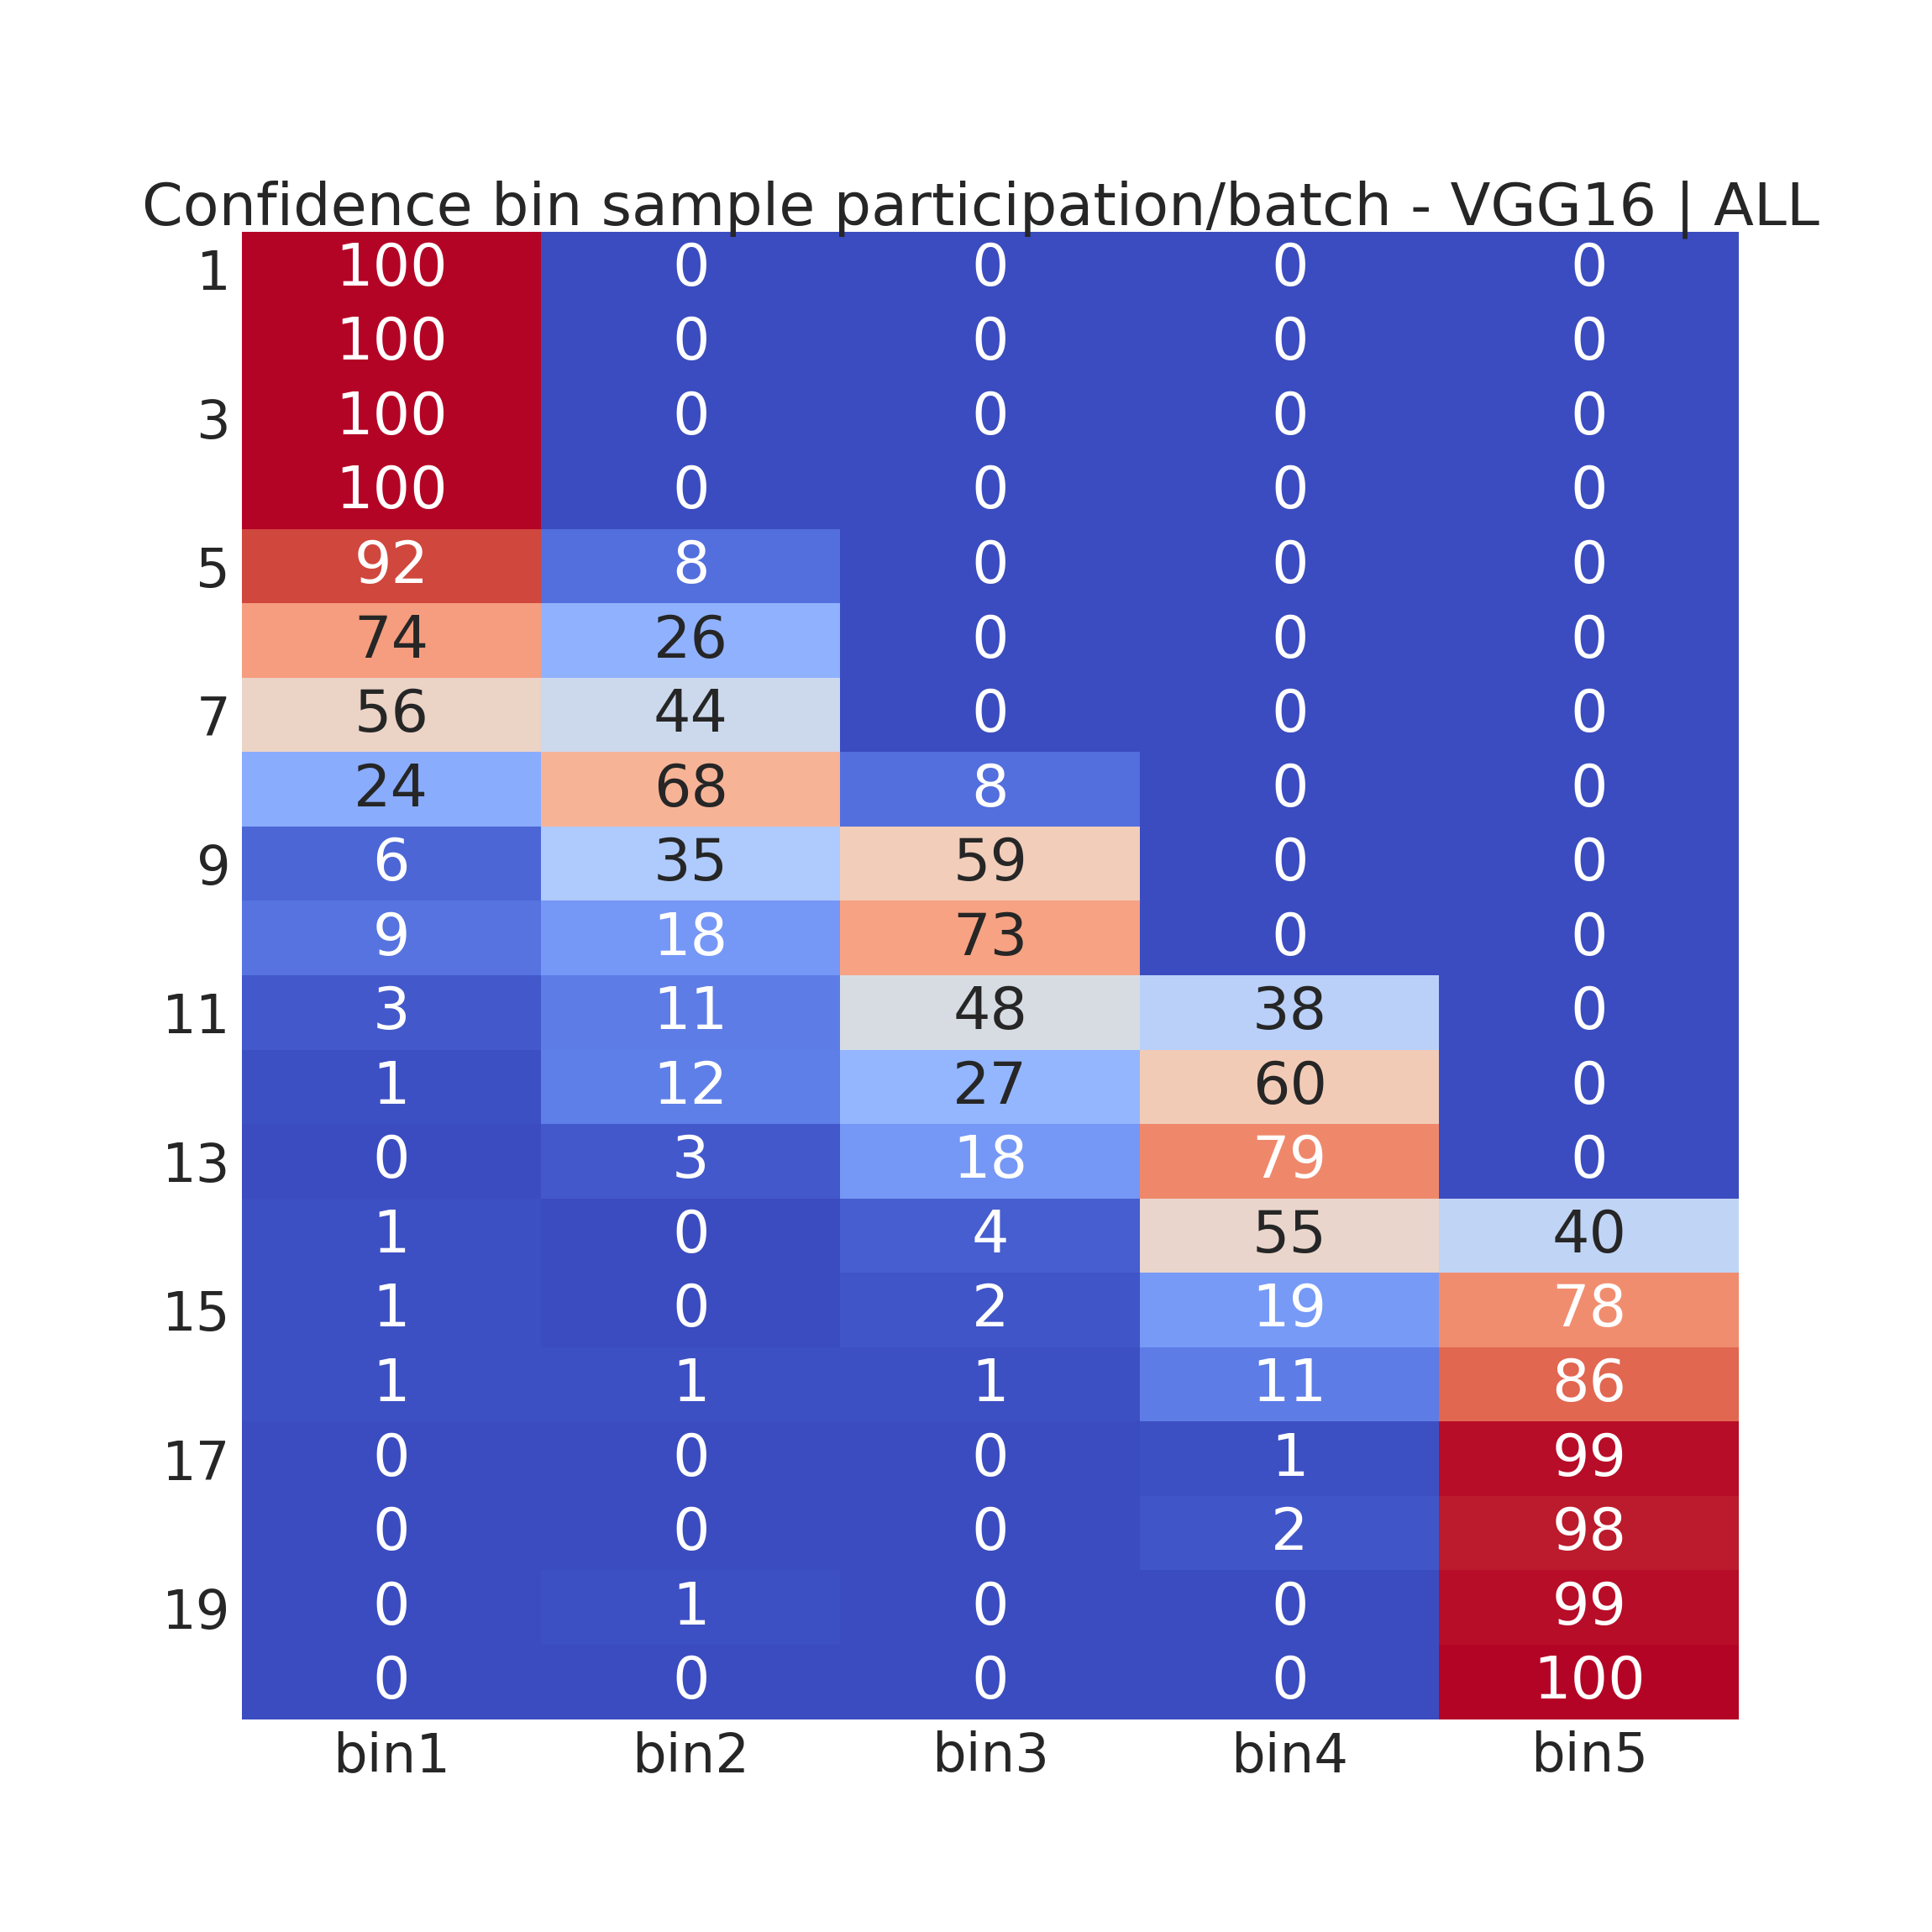 Confidence bin sample participation/batch - VGG16 | ALL
1 100 0 0 0 0
100 0 0 0 0
3 100 0 0 0 0
100 0 0 0 0
5 92 8 0 0 0
74 26 0 0 0
7 56 44 0 0 0
24 68 8 0 0
9 6 35 59 0 0
9 18 73 0 0
11 3 11 48 38 0
1 12 27 60 0
13 0 3 18 79 0
1 0 4 55 40
15 1 0 2 19 78
1 1 1 11 86
17 0 0 0 1 99
0 0 0 2 98
19 0 1 0 0 99
0 0 0 0 100
bin1 bin2 bin3 bin4 bin5